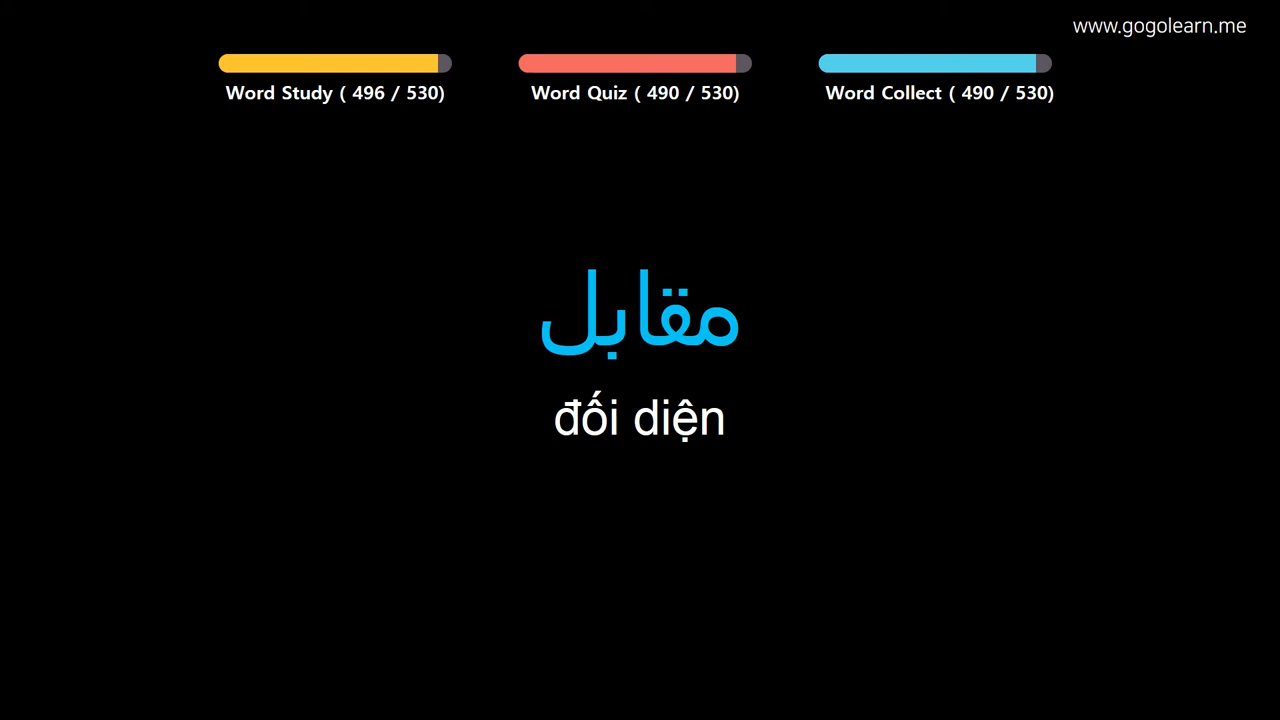 www.gogolearn.me
Word Study ( 496 / 530)
Word Quiz ( 490 / 530)
Word Collect ( 490 / 530)
مقابل
đối diện